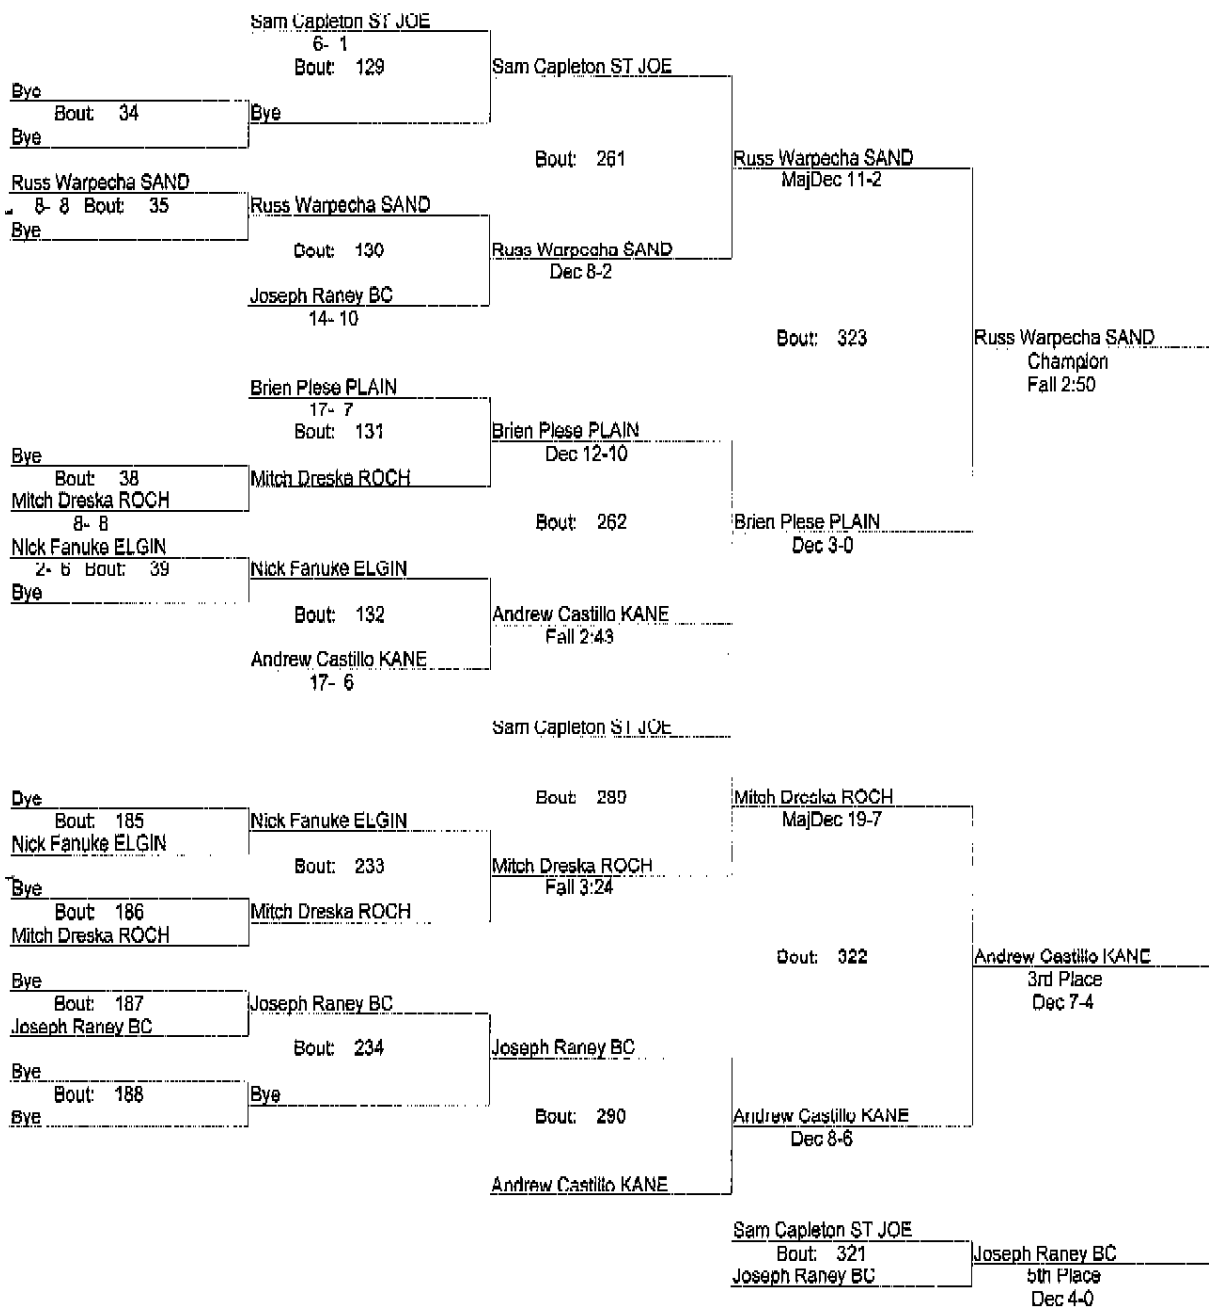 Sam Capleton ST JOE
6- 1
Bout: 129
Sam Capleton ST JOE
Bye
Bout: 34
Bye
Bye
Bout: 261
Russ Warpecha SAND
MajDec 11-2
Russ Warpecha SAND
8- 8 Bout: 35
Russ Warpecha SAND
Bye
Bout: 130
Russ Warpecha SAND
Dec 8-2
Joseph Raney BC
14- 10
Bout: 323
Russ Warpecha SAND
Champion
Fall 2:50
Brien Plese PLAIN
17- 7
Bout: 131
Brien Plese PLAIN
Dec 12-10
Bye
Bout: 38
Mitch Dreska ROCH
Mitch Dreska ROCH
8- 8
Bout: 262
Brien Plese PLAIN
Dec 3-0
Nick Fanuke ELGIN
2- 6 Bout: 39
Nick Fanuke ELGIN
Bye
Bout: 132
Andrew Castillo KANE
Fall 2:43
Andrew Castillo KANE
17- 6
Sam Capleton ST JOE
Bye
Bout: 289
Mitch Dreska ROCH
MajDec 19-7
Bout: 185
Nick Fanuke ELGIN
Nick Fanuke ELGIN
Bout: 233
Mitch Dreska ROCH
Fall 3:24
Bye
Bout: 186
Mitch Dreska ROCH
Mitch Dreska ROCH
Bout: 322
Andrew Castillo KANE
3rd Place
Dec 7-4
Bye
Bout: 187
Joseph Raney BC
Joseph Raney BC
Bout: 234
Joseph Raney BC
Bye
Bout: 188
Bye
Bye
Bout: 290
Andrew Castillo KANE
Dec 8-6
Andrew Castillo KANE
Sam Capleton ST JOE
Bout: 321
Joseph Raney BC
Joseph Raney BC
5th Place
Dec 4-0